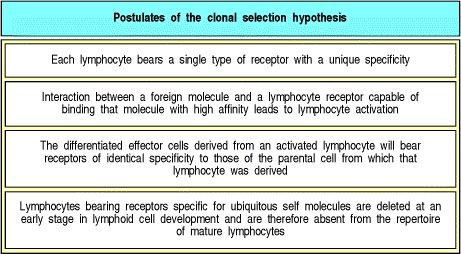 Postulates of the clonal selection hypothesis
Each lymphocyte bears a single type of receptor with a unique specificity
Interaction between a foreign molecule and a lymphocyte receptor capable of
binding that molecule with high affinity leads to lymphocyte activation
The differentiated effector cells derived from an activated lymphocyte will bear
receptors of identical specificity to those of the parental cell from which that
lymphocyte was derived
Lymphocytes bearing receptors specific for ubiquitous self molecules are deleted at an
early stage in lymphoid cell development and are therefore absent from the repertoire
of mature lymphocytes